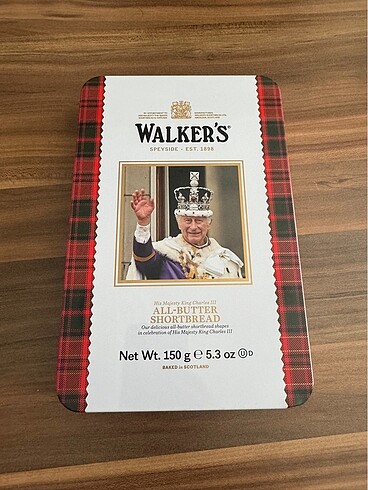 WALKER'S
SPEYSIDE – EST. 1898
His Majesty King Charles III
ALL-BUTTER
SHORTBREAD
Our delicious all-butter shortbread shapes
in celebration of His Majesty King Charles III
Net Wt. 150 g ℮ 5.3 oz Ⓤ D
BAKED in SCOTLAND